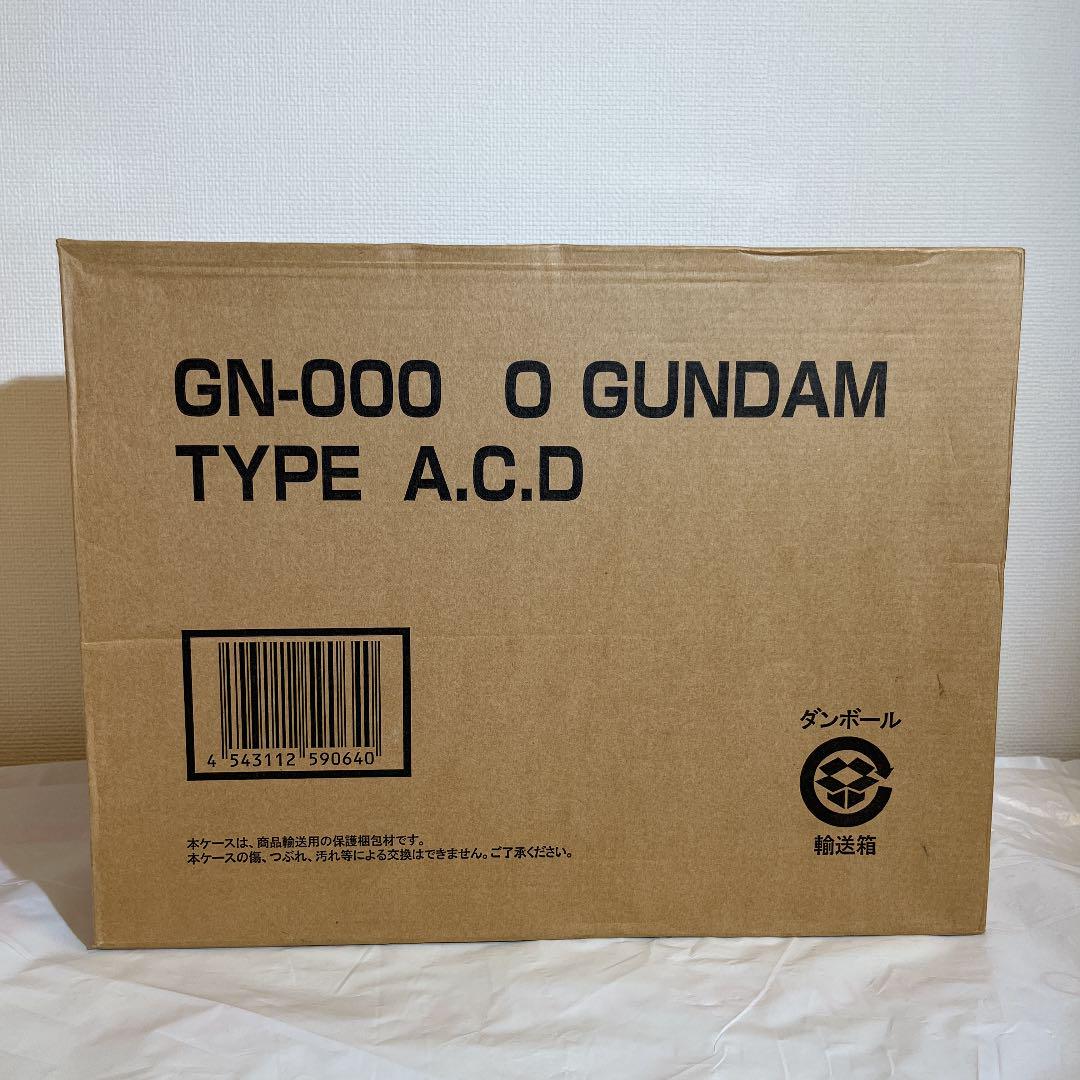 GN-000 0 GUNDAM
TYPE A.C.D
4 543112 590640
ダンボール
輸送箱
本ケースは、商品輸送用の保護梱包材です。
本ケースの傷、つぶれ、汚れ等による交換はできません。ご了承ください。